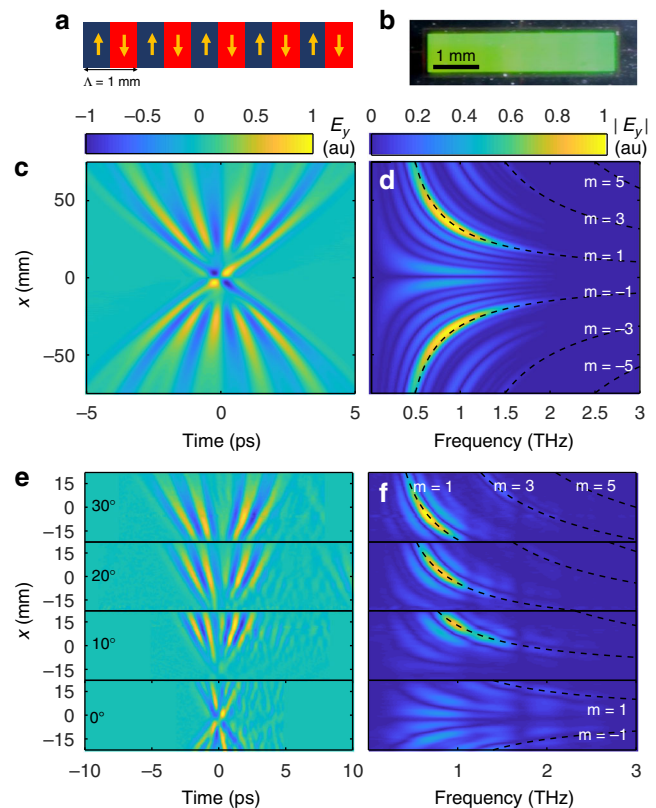 a
b
Λ = 1 mm
1 mm
−1 −0.5 0 0.5 1
E_y (au)
0 0.2 0.4 0.6 0.8 1
|E_y| (au)
c
50
0
−50
x (mm)
−5 0 5
Time (ps)
d
m = 5
m = 3
m = 1
m = −1
m = −3
m = −5
0.5 1 1.5 2 2.5 3
Frequency (THz)
e
15
0
−15
15
0
−15
15
0
−15
15
0
−15
x (mm)
30°
20°
10°
0°
−10 −5 0 5 10
Time (ps)
f
m = 1 m = 3 m = 5
m = 1
m = −1
1 2 3
Frequency (THz)